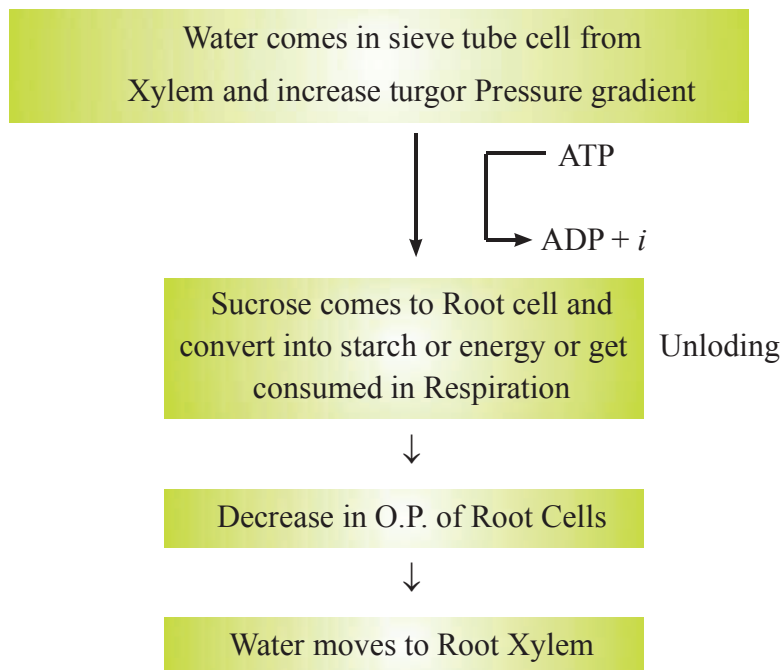 Water comes in sieve tube cell from
Xylem and increase turgor Pressure gradient
ATP
ADP + i
Sucrose comes to Root cell and
convert into starch or energy or get
consumed in Respiration
Unloding
↓
Decrease in O.P. of Root Cells
↓
Water moves to Root Xylem